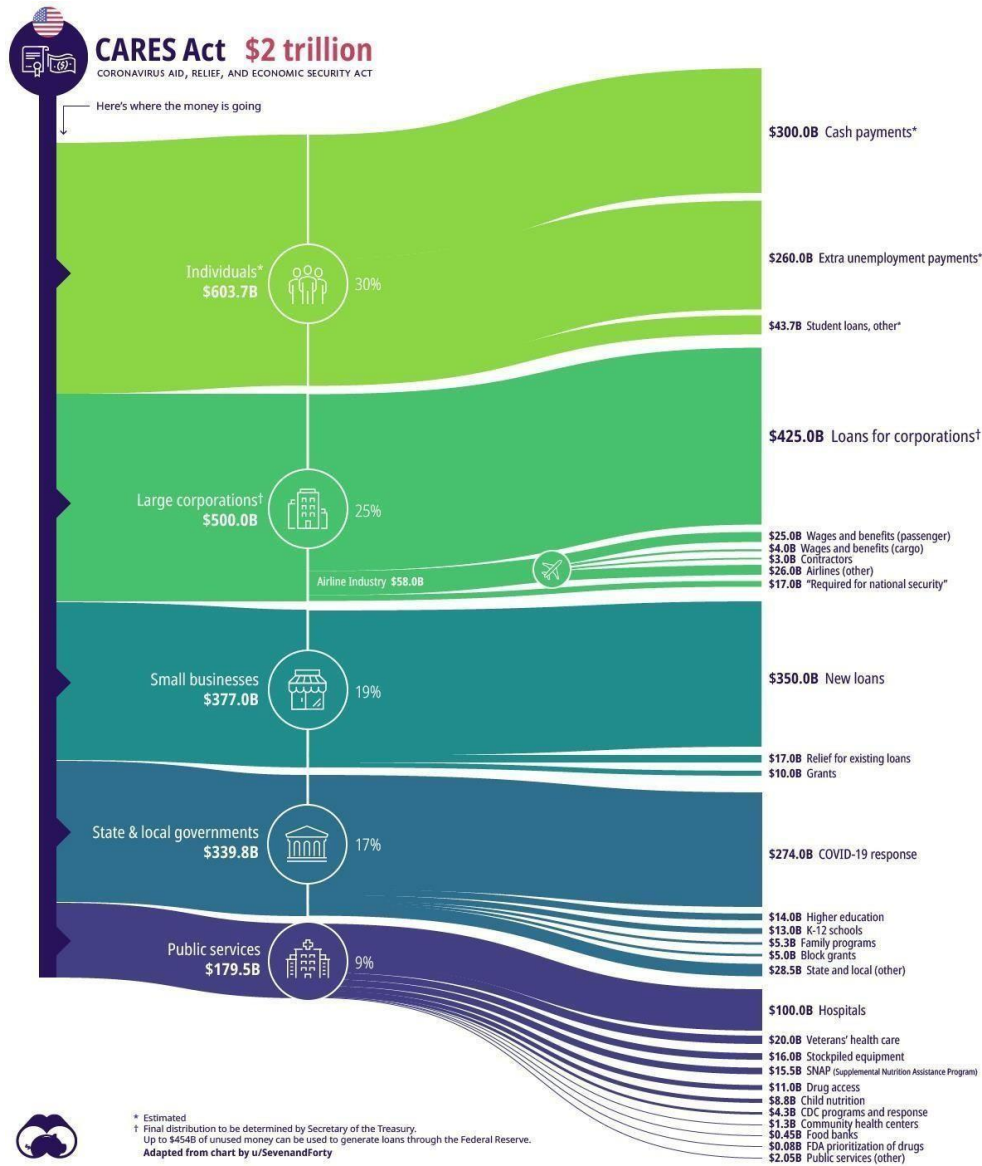 CARES Act $2 trillion
CORONAVIRUS AID, RELIEF, AND ECONOMIC SECURITY ACT
Here's where the money is going
Individuals*
$603.7B
30%
$300.0B Cash payments*
$260.0B Extra unemployment payments*
$43.7B Student loans, other*
Large corporations†
$500.0B
25%
Airline Industry $58.0B
$425.0B Loans for corporations†
$25.0B Wages and benefits (passenger)
$4.0B Wages and benefits (cargo)
$3.0B Contractors
$26.0B Airlines (other)
$17.0B "Required for national security"
Small businesses
$377.0B
19%
$350.0B New loans
$17.0B Relief for existing loans
$10.0B Grants
State & local governments
$339.8B
17%
$274.0B COVID-19 response
$14.0B Higher education
$13.0B K-12 schools
$5.3B Family programs
$5.0B Block grants
$28.5B State and local (other)
Public services
$179.5B
9%
$100.0B Hospitals
$20.0B Veterans' health care
$16.0B Stockpiled equipment
$15.5B SNAP (Supplemental Nutrition Assistance Program)
$11.0B Drug access
$8.8B Child nutrition
$4.3B CDC programs and response
$1.3B Community health centers
$0.45B Food banks
$0.08B FDA prioritization of drugs
$2.05B Public services (other)
* Estimated
† Final distribution to be determined by Secretary of the Treasury.
Up to $454B of unused money can be used to generate loans through the Federal Reserve.
Adapted from chart by u/SevenandForty